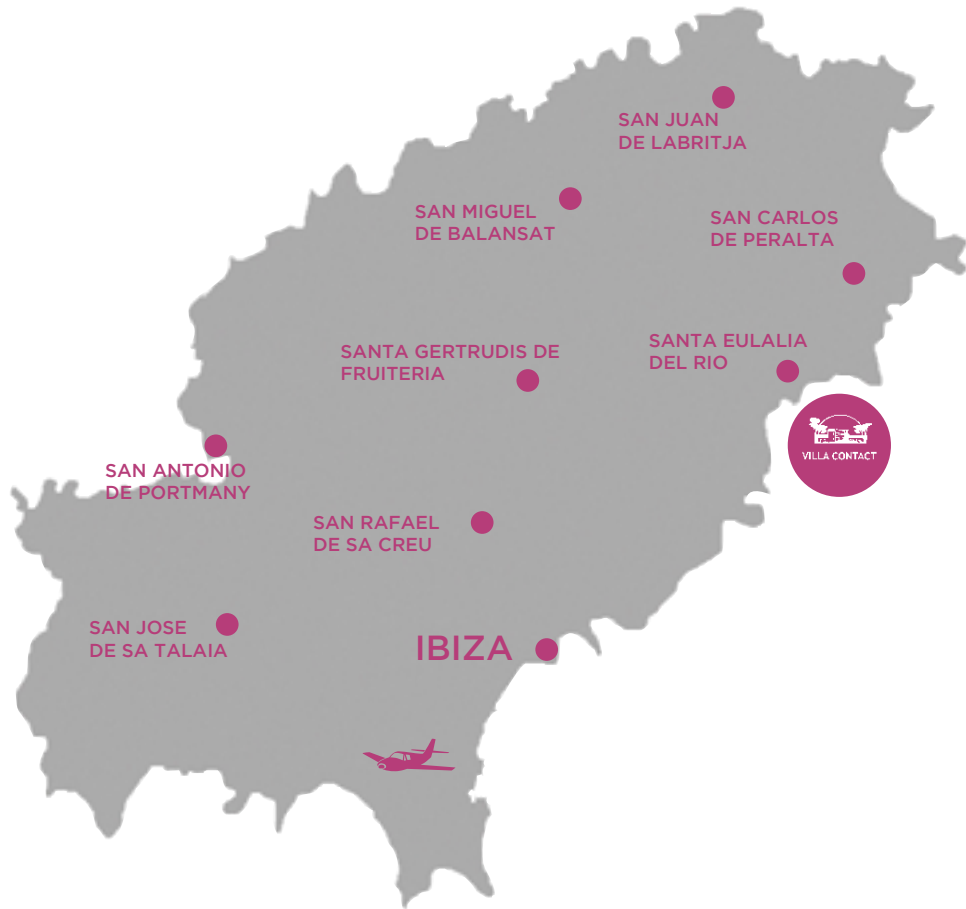 SAN JUAN
DE LABRITJA
SAN MIGUEL
DE BALANSAT
SAN CARLOS
DE PERALTA
SANTA GERTRUDIS DE
FRUITERIA
SANTA EULALIA
DEL RIO
VILLA CONTACT
SAN ANTONIO
DE PORTMANY
SAN RAFAEL
DE SA CREU
SAN JOSE
DE SA TALAIA
IBIZA